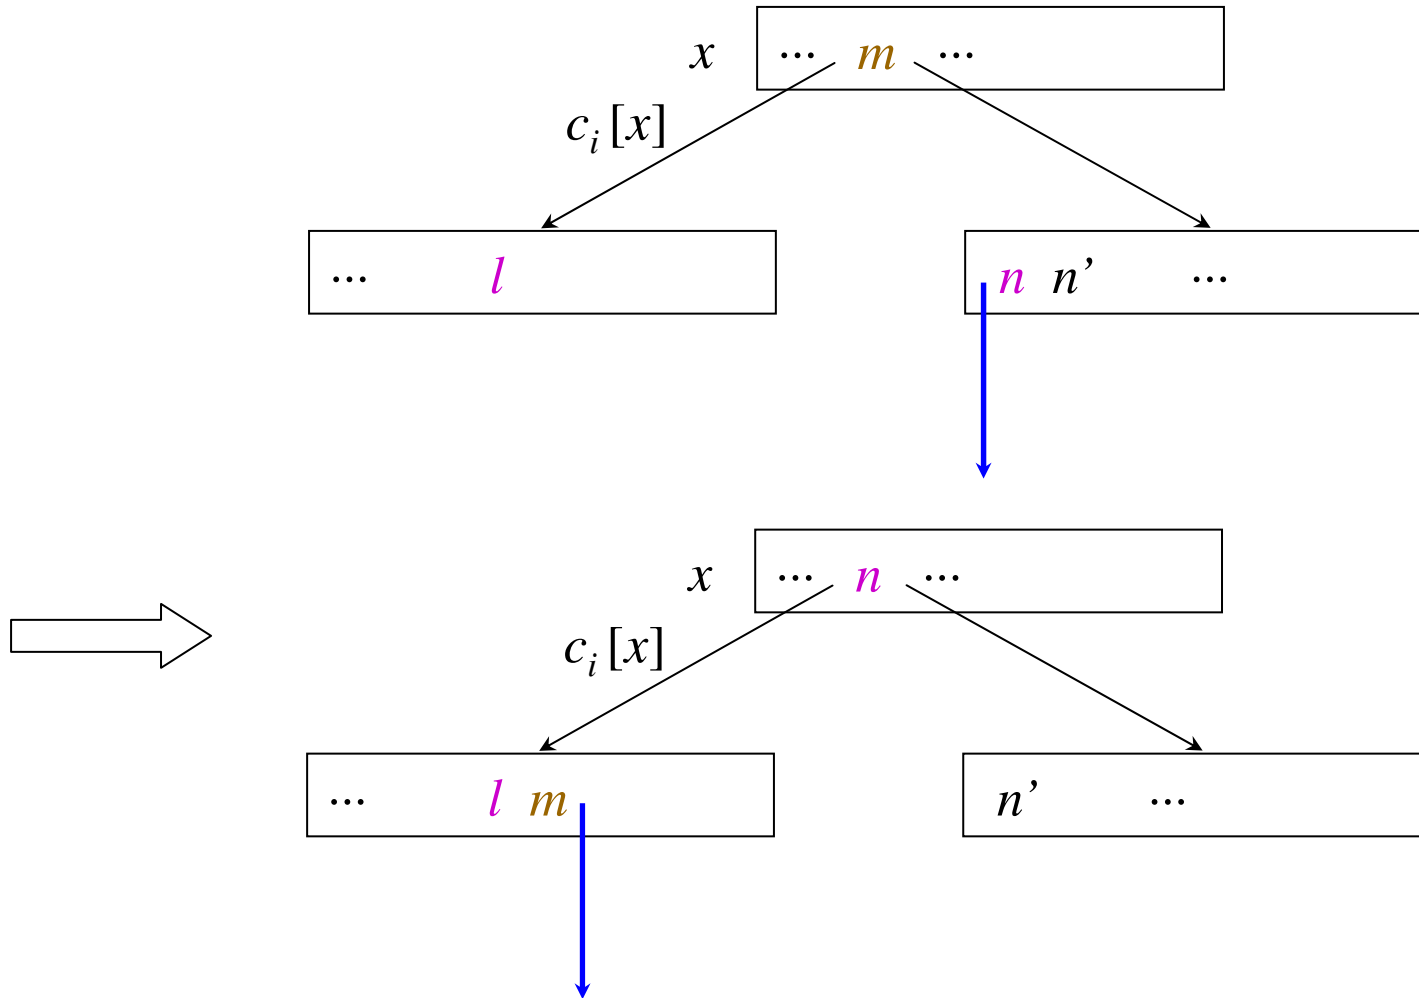 x ... m ...
c_i [x]
... l
n n’ ...
x ... n ...
c_i [x]
... l m
n’ ...